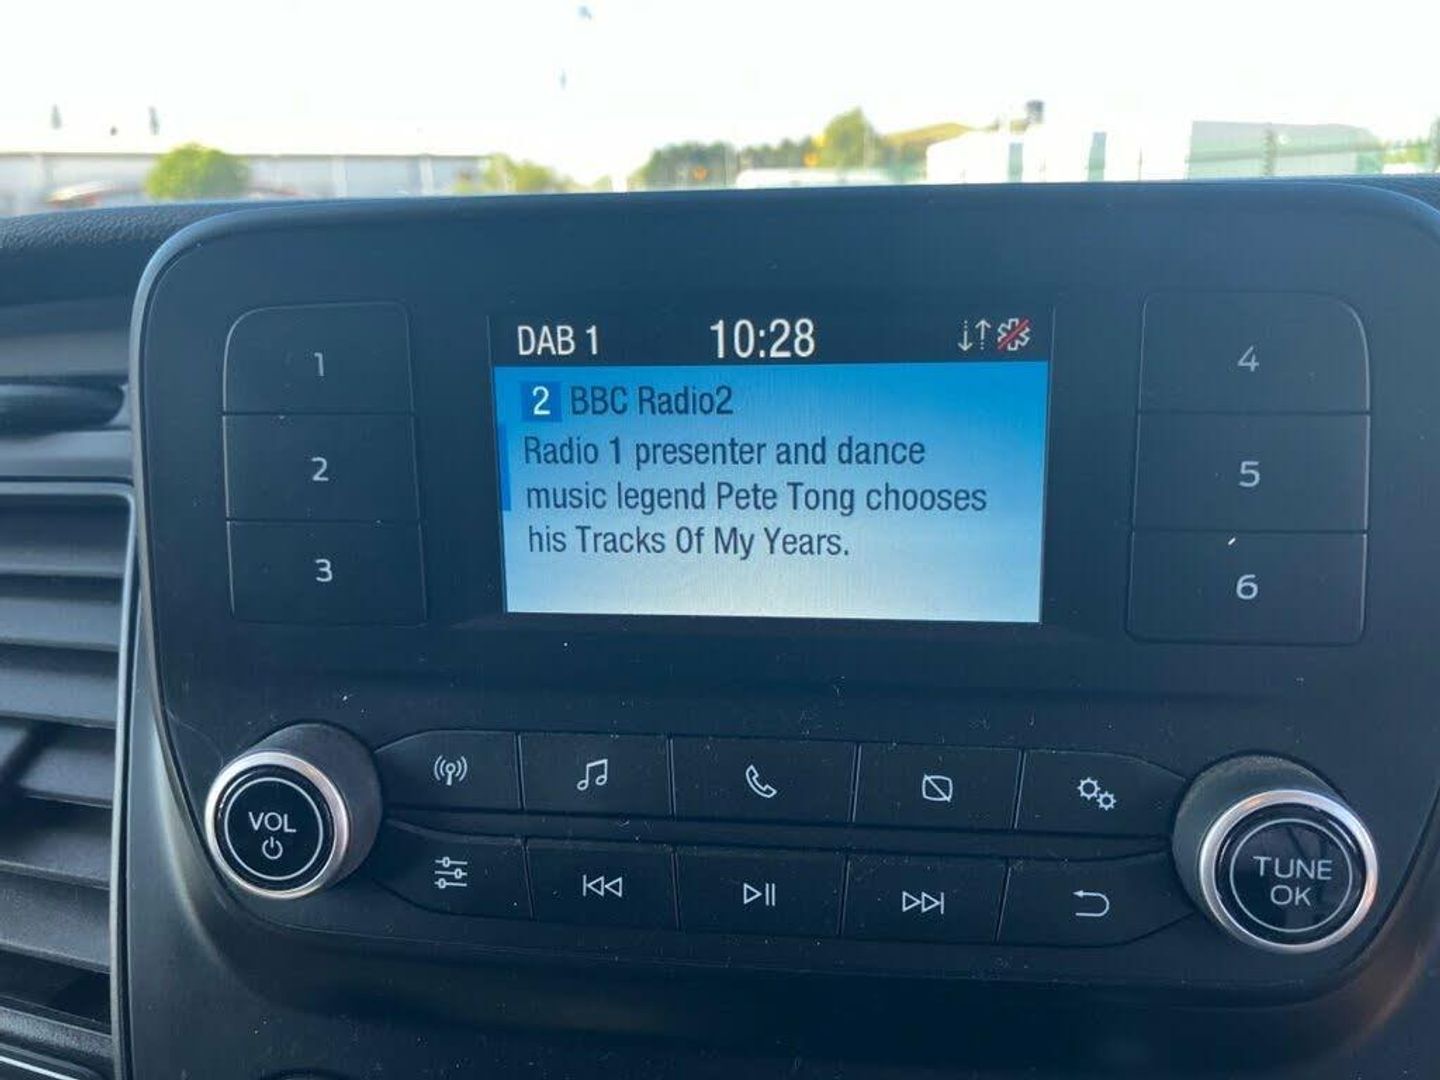 DAB 1 10:28
2 BBC Radio2
Radio 1 presenter and dance
music legend Pete Tong chooses
his Tracks Of My Years.
1
2
3
4
5
6
VOL
TUNE
OK